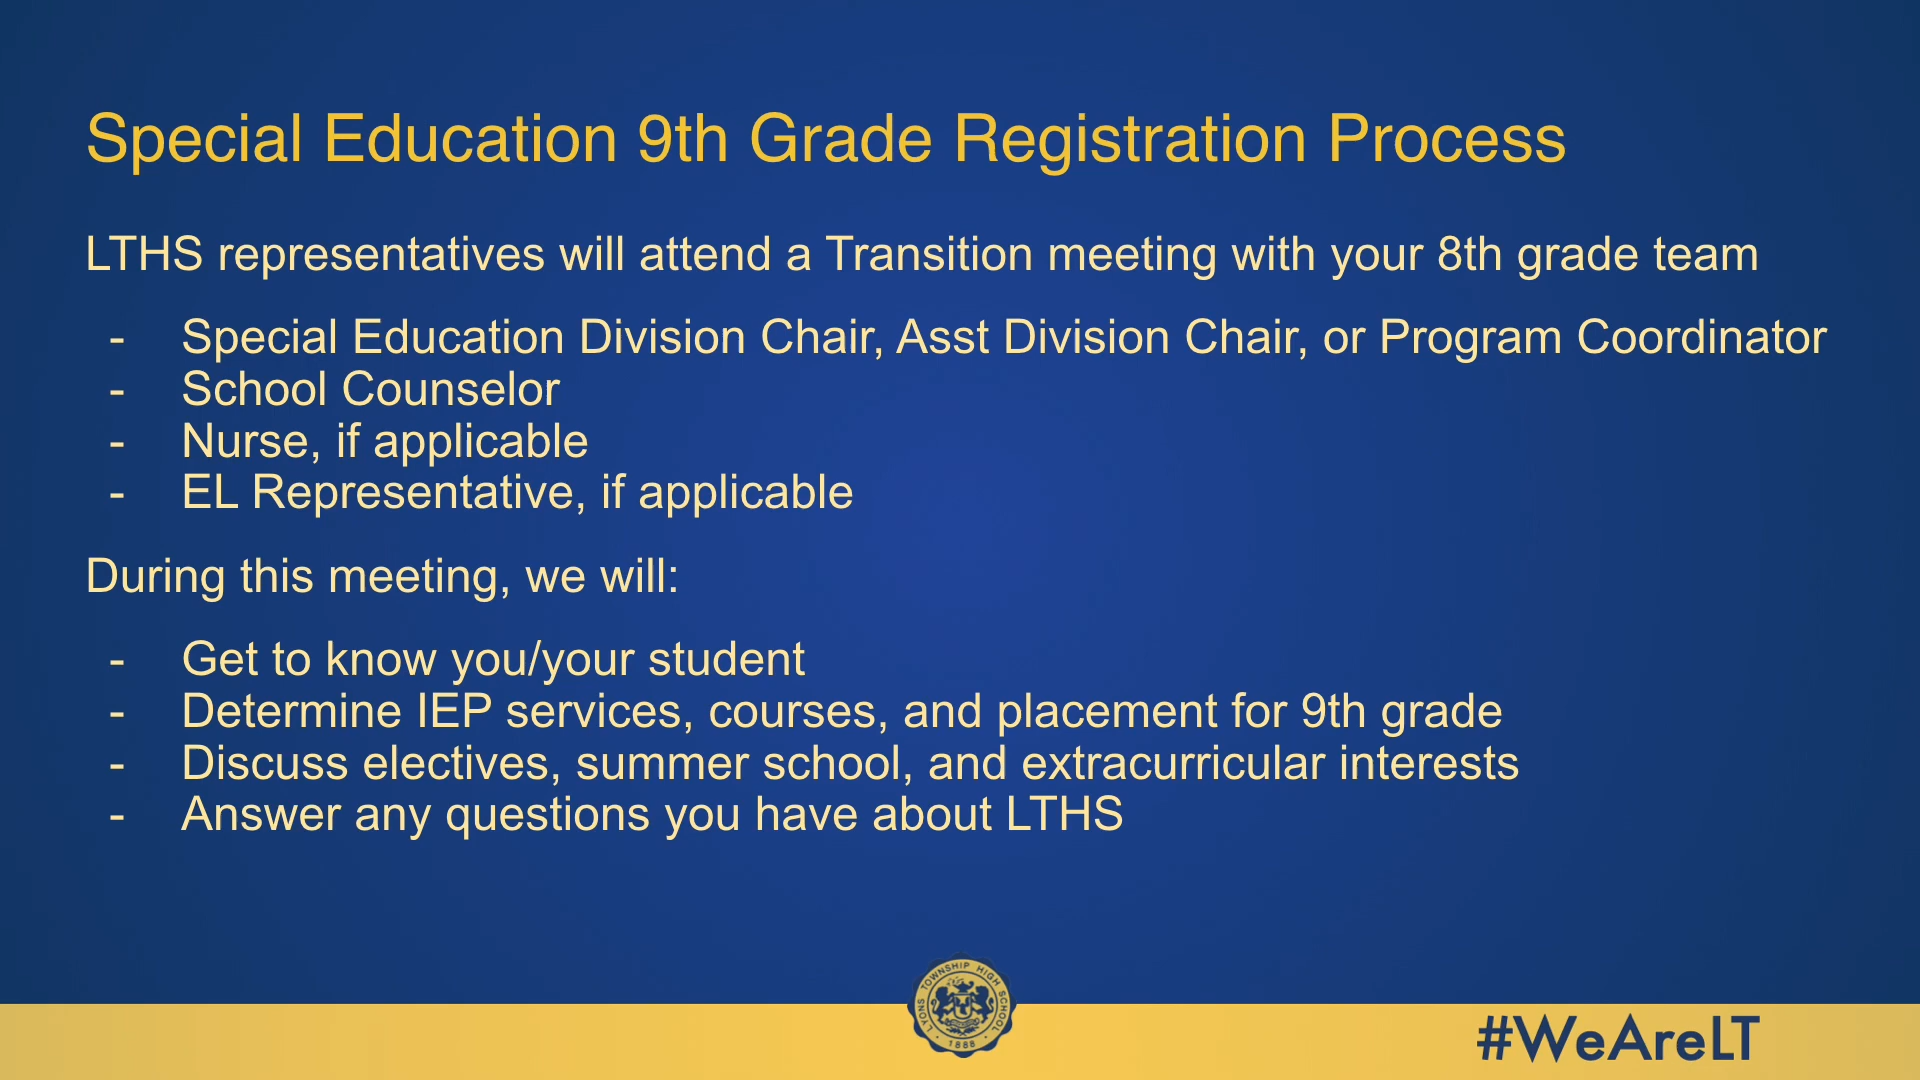 Special Education 9th Grade Registration Process
LTHS representatives will attend a Transition meeting with your 8th grade team
- Special Education Division Chair, Asst Division Chair, or Program Coordinator
- School Counselor
- Nurse, if applicable
- EL Representative, if applicable
During this meeting, we will:
- Get to know you/your student
- Determine IEP services, courses, and placement for 9th grade
- Discuss electives, summer school, and extracurricular interests
- Answer any questions you have about LTHS
LYONS TOWNSHIP HIGH SCHOOL
· 1888 ·
#WeAreLT